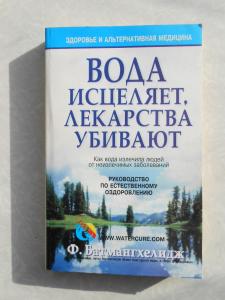 ЗДОРОВЬЕ И АЛЬТЕРНАТИВНАЯ МЕДИЦИНА
ВОДА
ИСЦЕЛЯЕТ,
ЛЕКАРСТВА
УБИВАЮТ
Как вода излечила людей
от неизлечимых заболеваний
РУКОВОДСТВО
ПО ЕСТЕСТВЕННОМУ
ОЗДОРОВЛЕНИЮ
WWW.WATERCURE.COM
Ф. Батмангхелидж